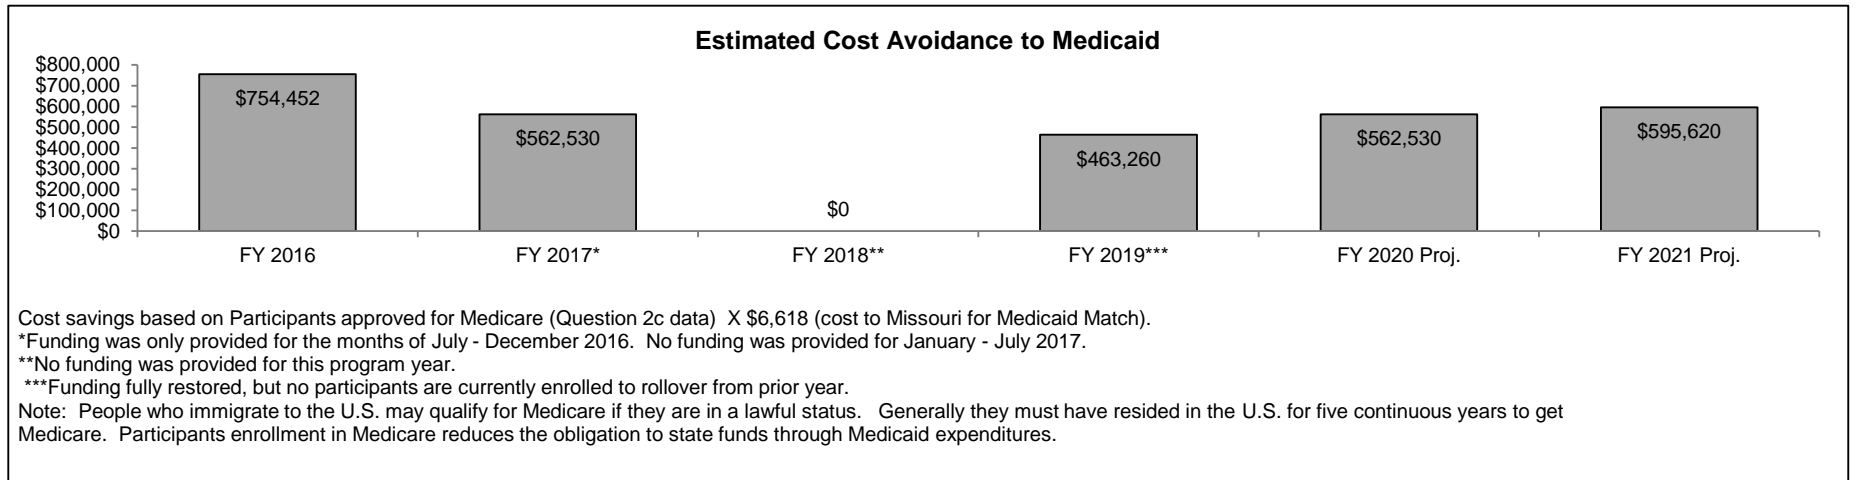 Estimated Cost Avoidance to Medicaid
$800,000
$700,000
$600,000
$500,000
$400,000
$300,000
$200,000
$100,000
$0
$754,452
$562,530
$0
$463,260
$562,530
$595,620
FY 2016
FY 2017*
FY 2018**
FY 2019***
FY 2020 Proj.
FY 2021 Proj.
Cost savings based on Participants approved for Medicare (Question 2c data)  X $6,618 (cost to Missouri for Medicaid Match).
*Funding was only provided for the months of July - December 2016.  No funding was provided for January - July 2017.
**No funding was provided for this program year.
***Funding fully restored, but no participants are currently enrolled to rollover from prior year.
Note:  People who immigrate to the U.S. may qualify for Medicare if they are in a lawful status.   Generally they must have resided in the U.S. for five continuous years to get
Medicare.  Participants enrollment in Medicare reduces the obligation to state funds through Medicaid expenditures.